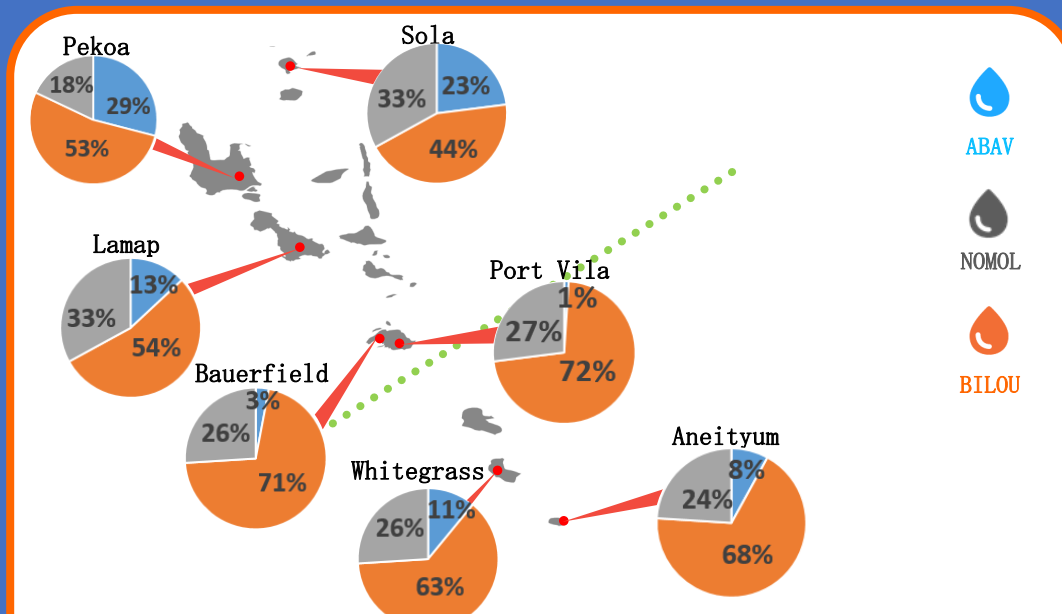 Pekoa
18%
29%
53%
Sola
33%
23%
44%
ABAV
NOMOL
BILOU
Lamap
13%
33%
54%
Port Vila
1%
27%
72%
Bauerfield
3%
26%
71%
Whitegrass
11%
26%
63%
Aneityum
8%
24%
68%